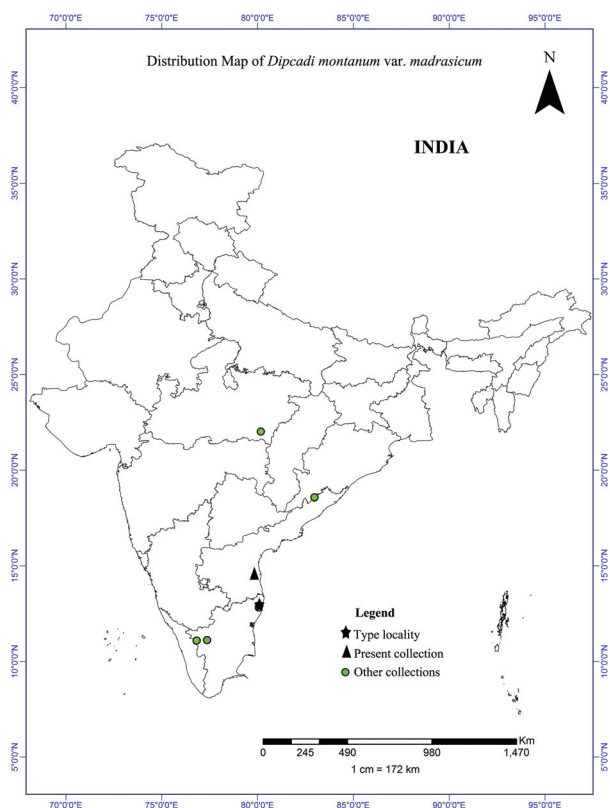 70°0'0"E 75°0'0"E 80°0'0"E 85°0'0"E 90°0'0"E 95°0'0"E
Distribution Map of Dipcadi montanum var. madrasicum
N
INDIA
40°0'0"N 40°0'0"N
35°0'0"N 35°0'0"N
30°0'0"N 30°0'0"N
25°0'0"N 25°0'0"N
20°0'0"N 20°0'0"N
15°0'0"N 15°0'0"N
10°0'0"N 10°0'0"N
5°0'0"N 5°0'0"N
Legend
Type locality
Present collection
Other collections
Km
0 245 490 980 1,470
1 cm = 172 km
70°0'0"E 75°0'0"E 80°0'0"E 85°0'0"E 90°0'0"E 95°0'0"E